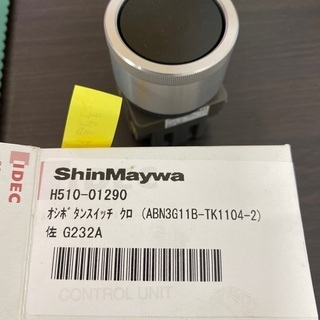 IDEC
ShinMaywa
H510-01290
ｵｼﾎﾞﾀﾝｽｲｯﾁ ｸﾛ (ABN3G11B-TK1104-2)
佐 G232A
CONTROL UNIT